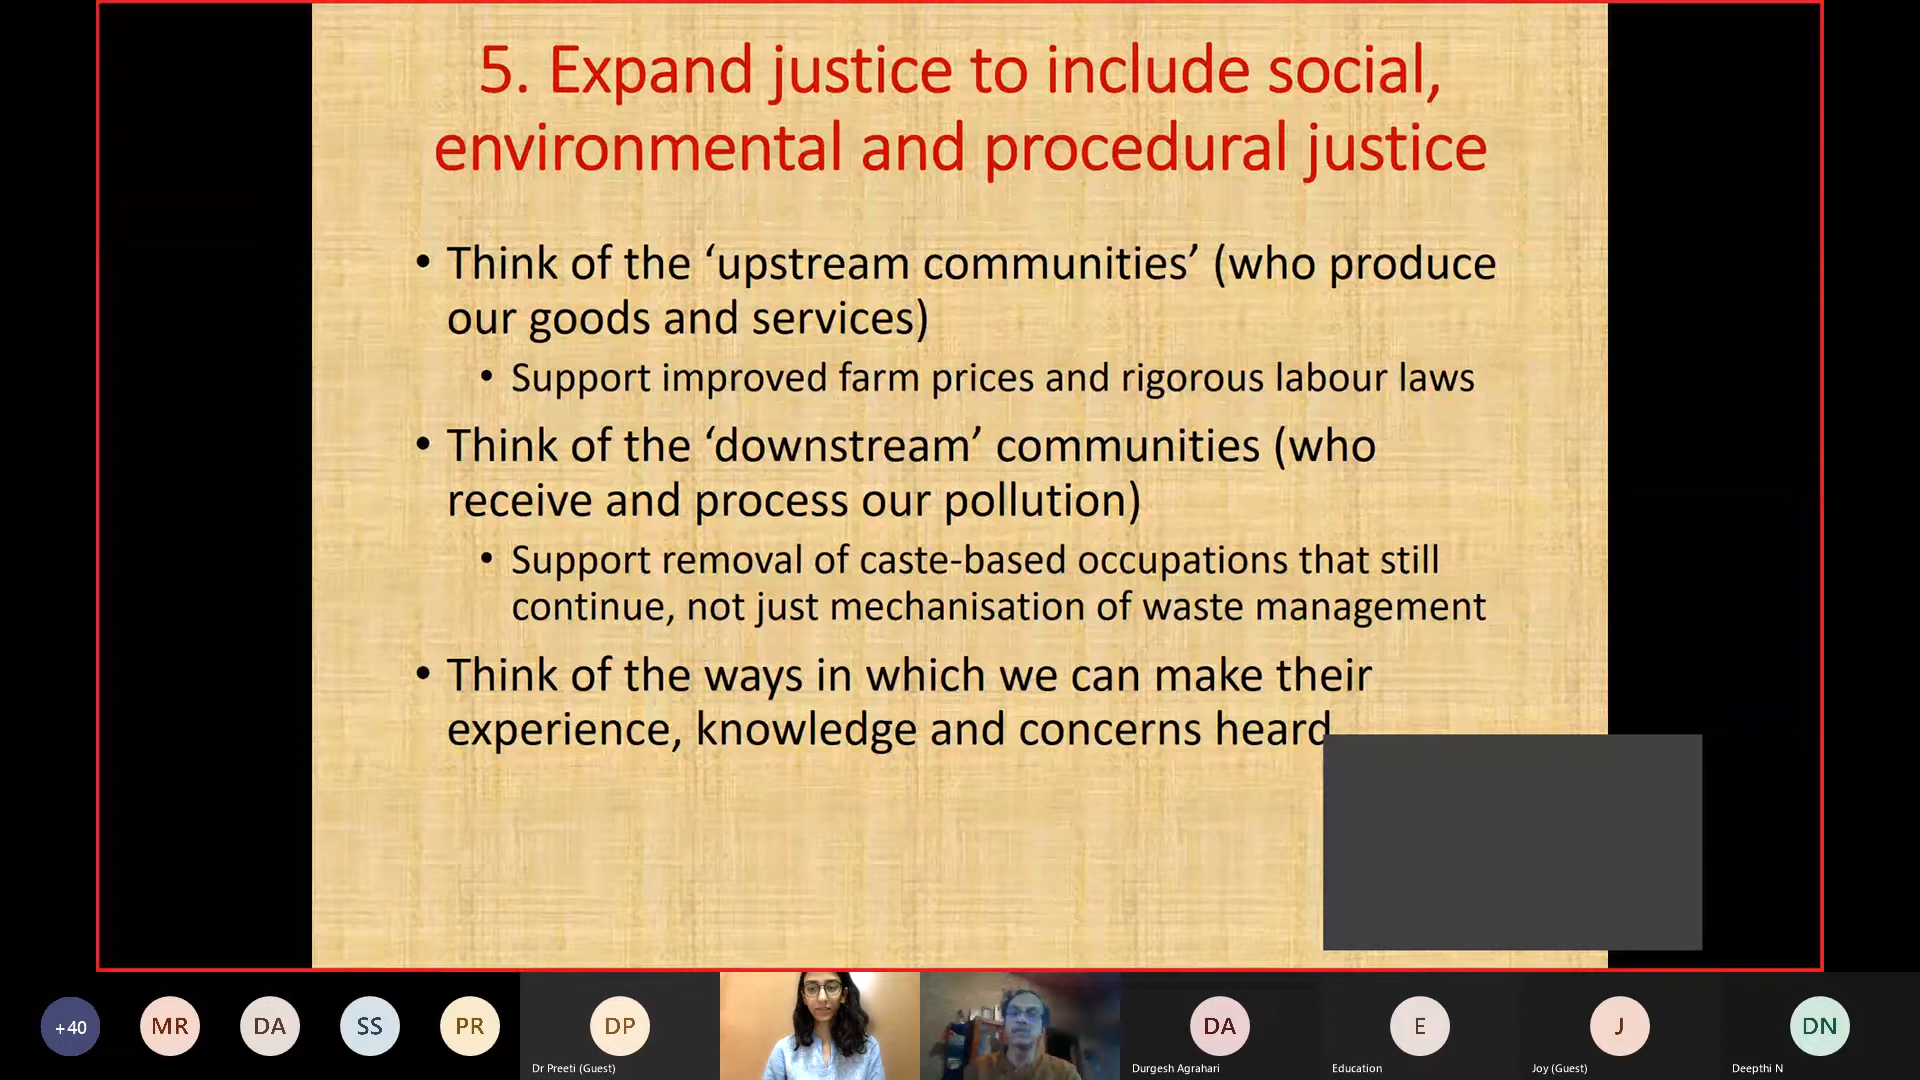 5. Expand justice to include social,
environmental and procedural justice
• Think of the ‘upstream communities’ (who produce
our goods and services)
• Support improved farm prices and rigorous labour laws
• Think of the ‘downstream’ communities (who
receive and process our pollution)
• Support removal of caste-based occupations that still
continue, not just mechanisation of waste management
• Think of the ways in which we can make their
experience, knowledge and concerns heard
+40
MR
DA
SS
PR
DP
DA
E
J
DN
Dr Preeti (Guest)
Durgesh Agrahari
Education
Joy (Guest)
Deepthi N